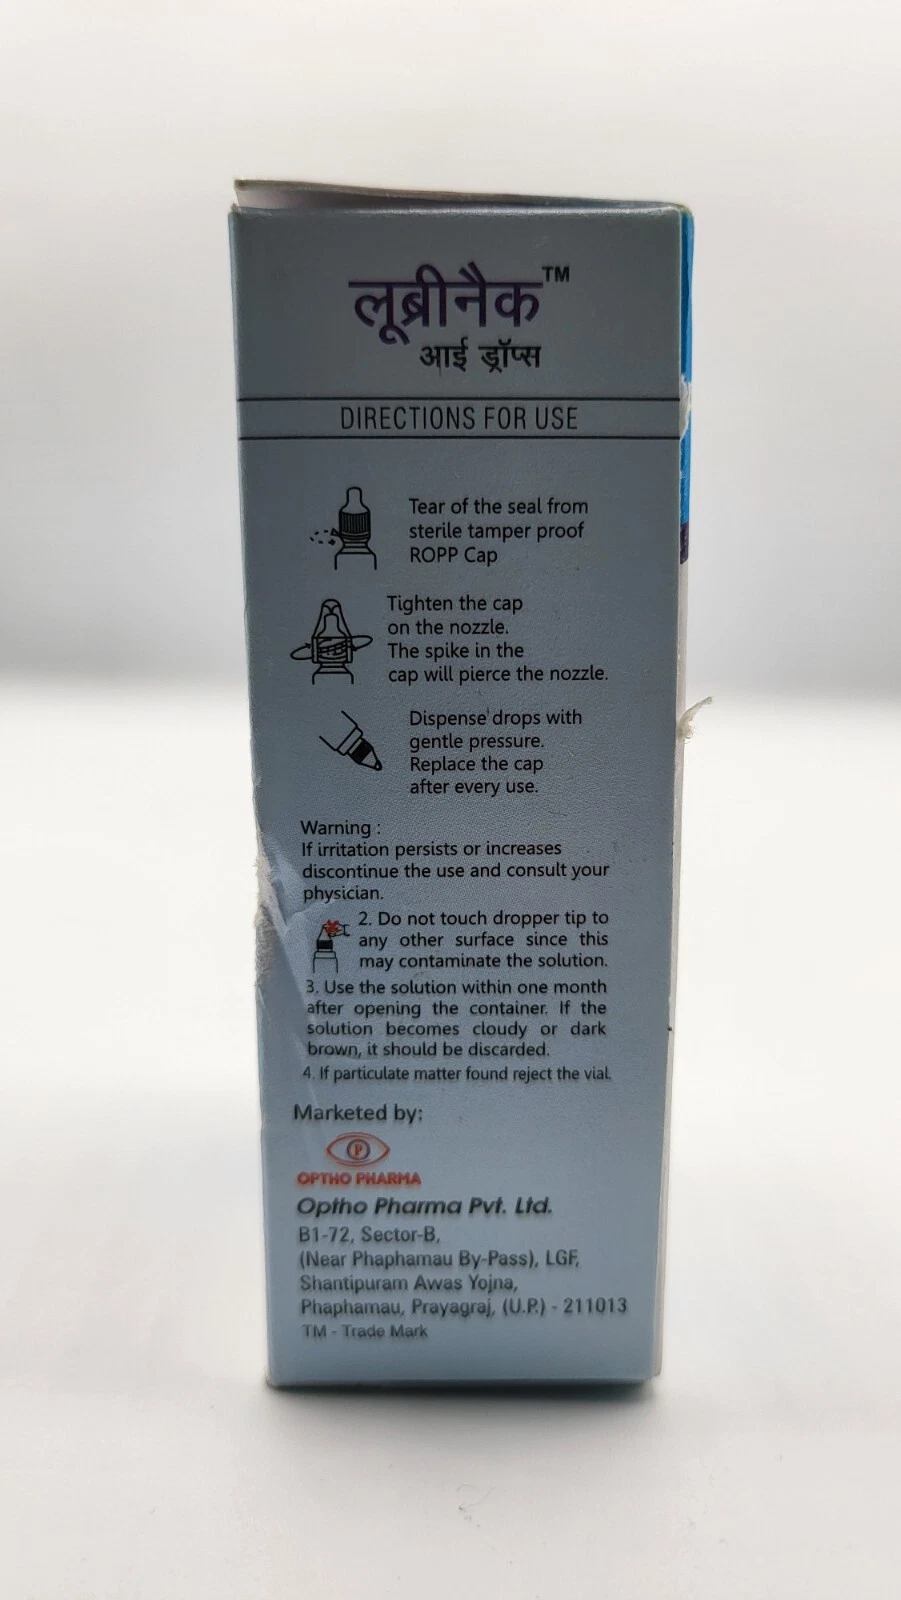 लूब्रीनैक™
आई ड्रॉप्स
DIRECTIONS FOR USE
Tear of the seal from
sterile tamper proof
ROPP Cap
Tighten the cap
on the nozzle.
The spike in the
cap will pierce the nozzle.
Dispense drops with
gentle pressure.
Replace the cap
after every use.
Warning :
If irritation persists or increases
discontinue the use and consult your
physician.
2. Do not touch dropper tip to
any other surface since this
may contaminate the solution.
3. Use the solution within one month
after opening the container. If the
solution becomes cloudy or dark
brown, it should be discarded.
4. If particulate matter found reject the vial.
Marketed by:
OP
OPTHO PHARMA
Optho Pharma Pvt. Ltd.
B1-72, Sector-B,
(Near Phaphamau By-Pass), LGF,
Shantipuram Awas Yojna,
Phaphamau, Prayagraj, (U.P.) - 211013
TM - Trade Mark